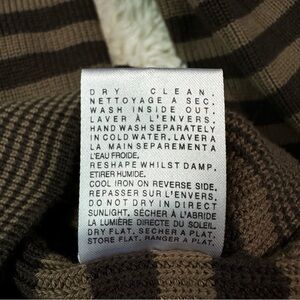 DRY CLEAN.
NETTOYAGE A SEC.
WASH INSIDE OUT.
LAVER À L'ENVERS.
HAND WASH SEPARATELY
IN COLD WATER, LAVER A
LA MAIN SEPAREMENT A
L'EAU FROIDE.
RESHAPE WHILST DAMP.
ETIRER HUMIDE.
COOL IRON ON REVERSE SIDE.
REPASSER SUR L'ENVERS.
DO NOT DRY IN DIRECT
SUNLIGHT, SÉCHER À L'ABRIDE
LA LUMIÈRE DIRECTE DU SOLEIL.
DRY FLAT. SECHER A PLAT.
STORE FLAT. RANGER A PLAT.